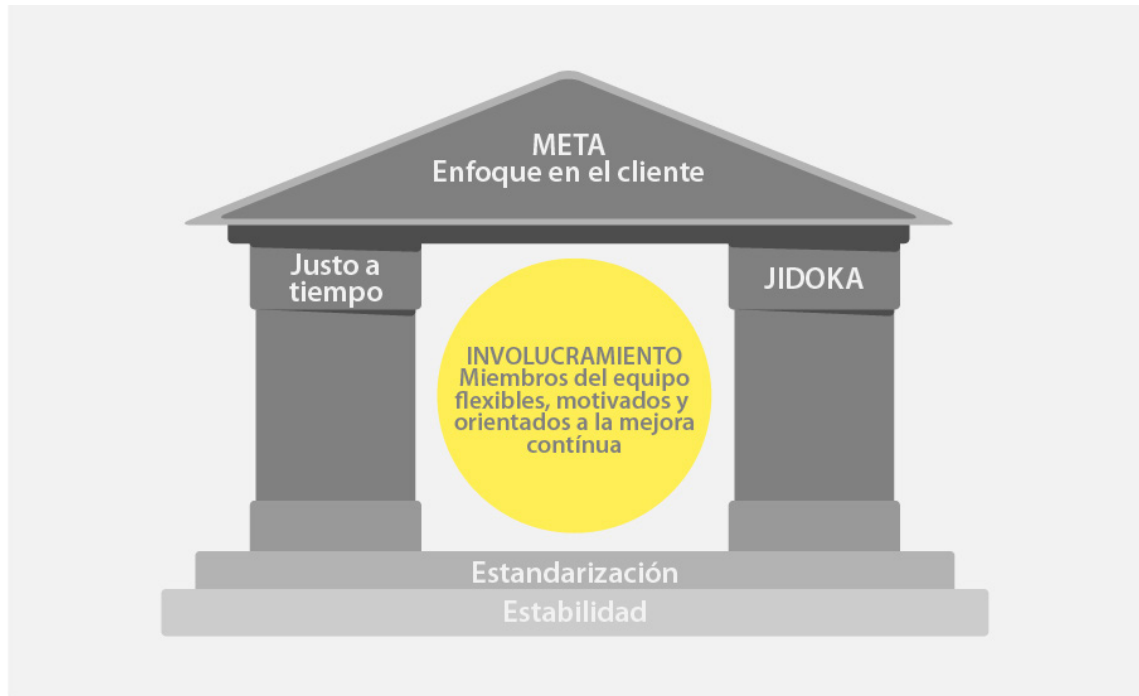 META
Enfoque en el cliente
Justo a
tiempo
JIDOKA
INVOLUCRAMIENTO
Miembros del equipo
flexibles, motivados y
orientados a la mejora
contínua
Estandarización
Estabilidad